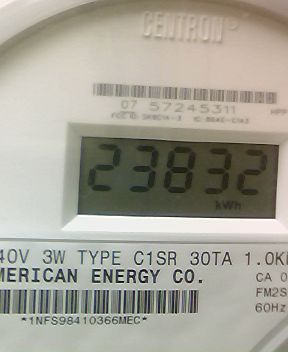 CENTRON
07 57245311
23832
kWh
40V 3W TYPE C1SR 30TA 1.0K
MERICAN ENERGY CO.
CA 0
FM2S
60Hz
*1NFS98410366MEC*